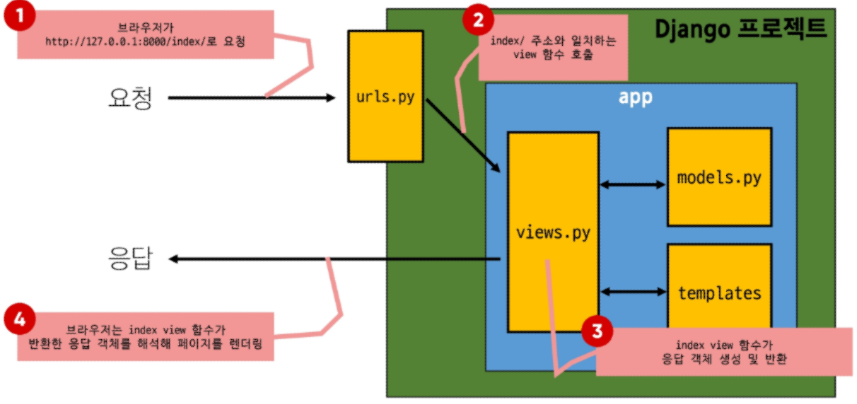 1
브라우저가
http://127.0.0.1:8000/index/로 요청
2
index/ 주소와 일치하는
view 함수 호출
Django 프로젝트
요청
urls.py
app
models.py
views.py
응답
templates
4
브라우저는 index view 함수가
반환한 응답 객체를 해석해 페이지를 렌더링
3
index view 함수가
응답 객체 생성 및 반환